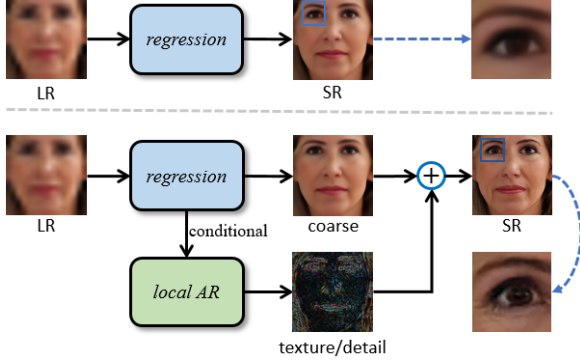 regression
LR
SR
regression
LR
coarse
+
SR
conditional
local AR
texture/detail